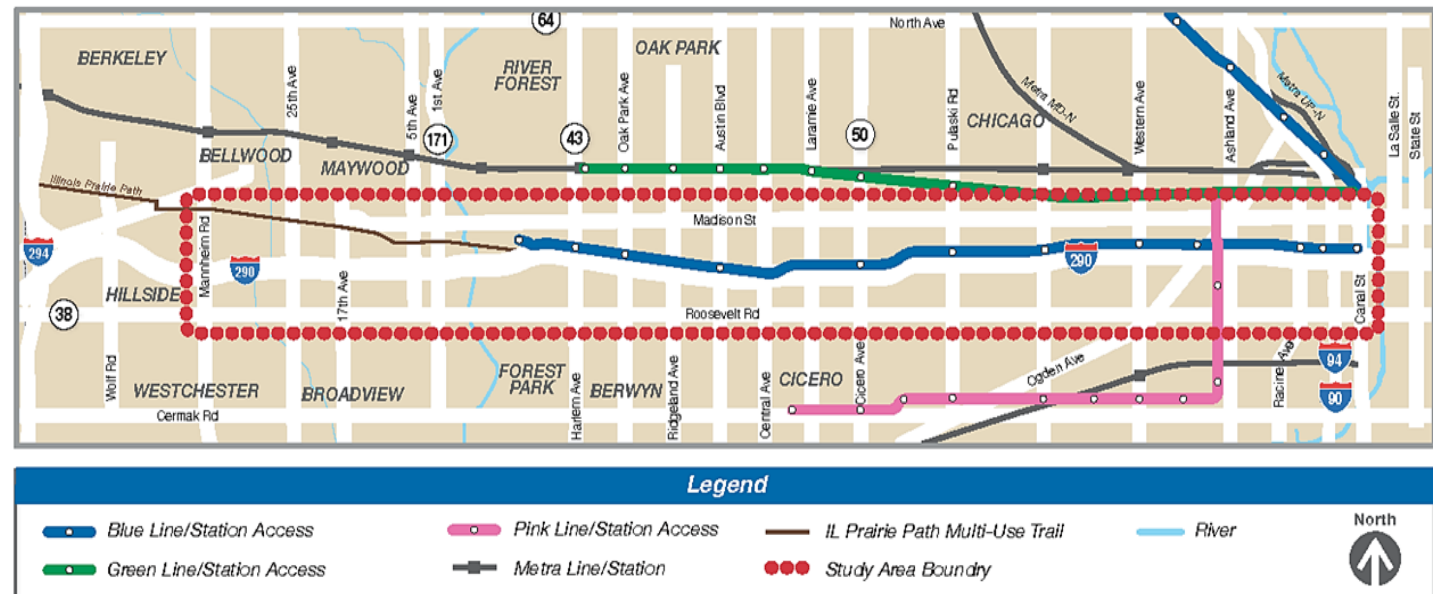 64
North Ave
BERKELEY
OAK PARK
RIVER
FOREST
25th Ave
5th Ave
1st Ave
Oak Park Ave
Austin Blvd
Laramie Ave
Pulaski Rd
Metra MD-N
CHICAGO
Western Ave
Ashland Ave
Metra UP-N
La Salle St.
State St
171
43
50
BELLWOOD
MAYWOOD
Illinois Prairie Path
Madison St
294
Mannheim Rd
290
290
HILLSIDE
17th Ave
38
Roosevelt Rd
Canal St
Wolf Rd
WESTCHESTER
BROADVIEW
FOREST
PARK
Harlem Ave
BERWYN
Ridgeland Ave
Central Ave
CICERO
Cicero Ave
Ogden Ave
Racine Ave
94
90
Cermak Rd
Legend
Blue Line/Station Access
Pink Line/Station Access
IL Prairie Path Multi-Use Trail
River
North
Green Line/Station Access
Metra Line/Station
Study Area Boundry